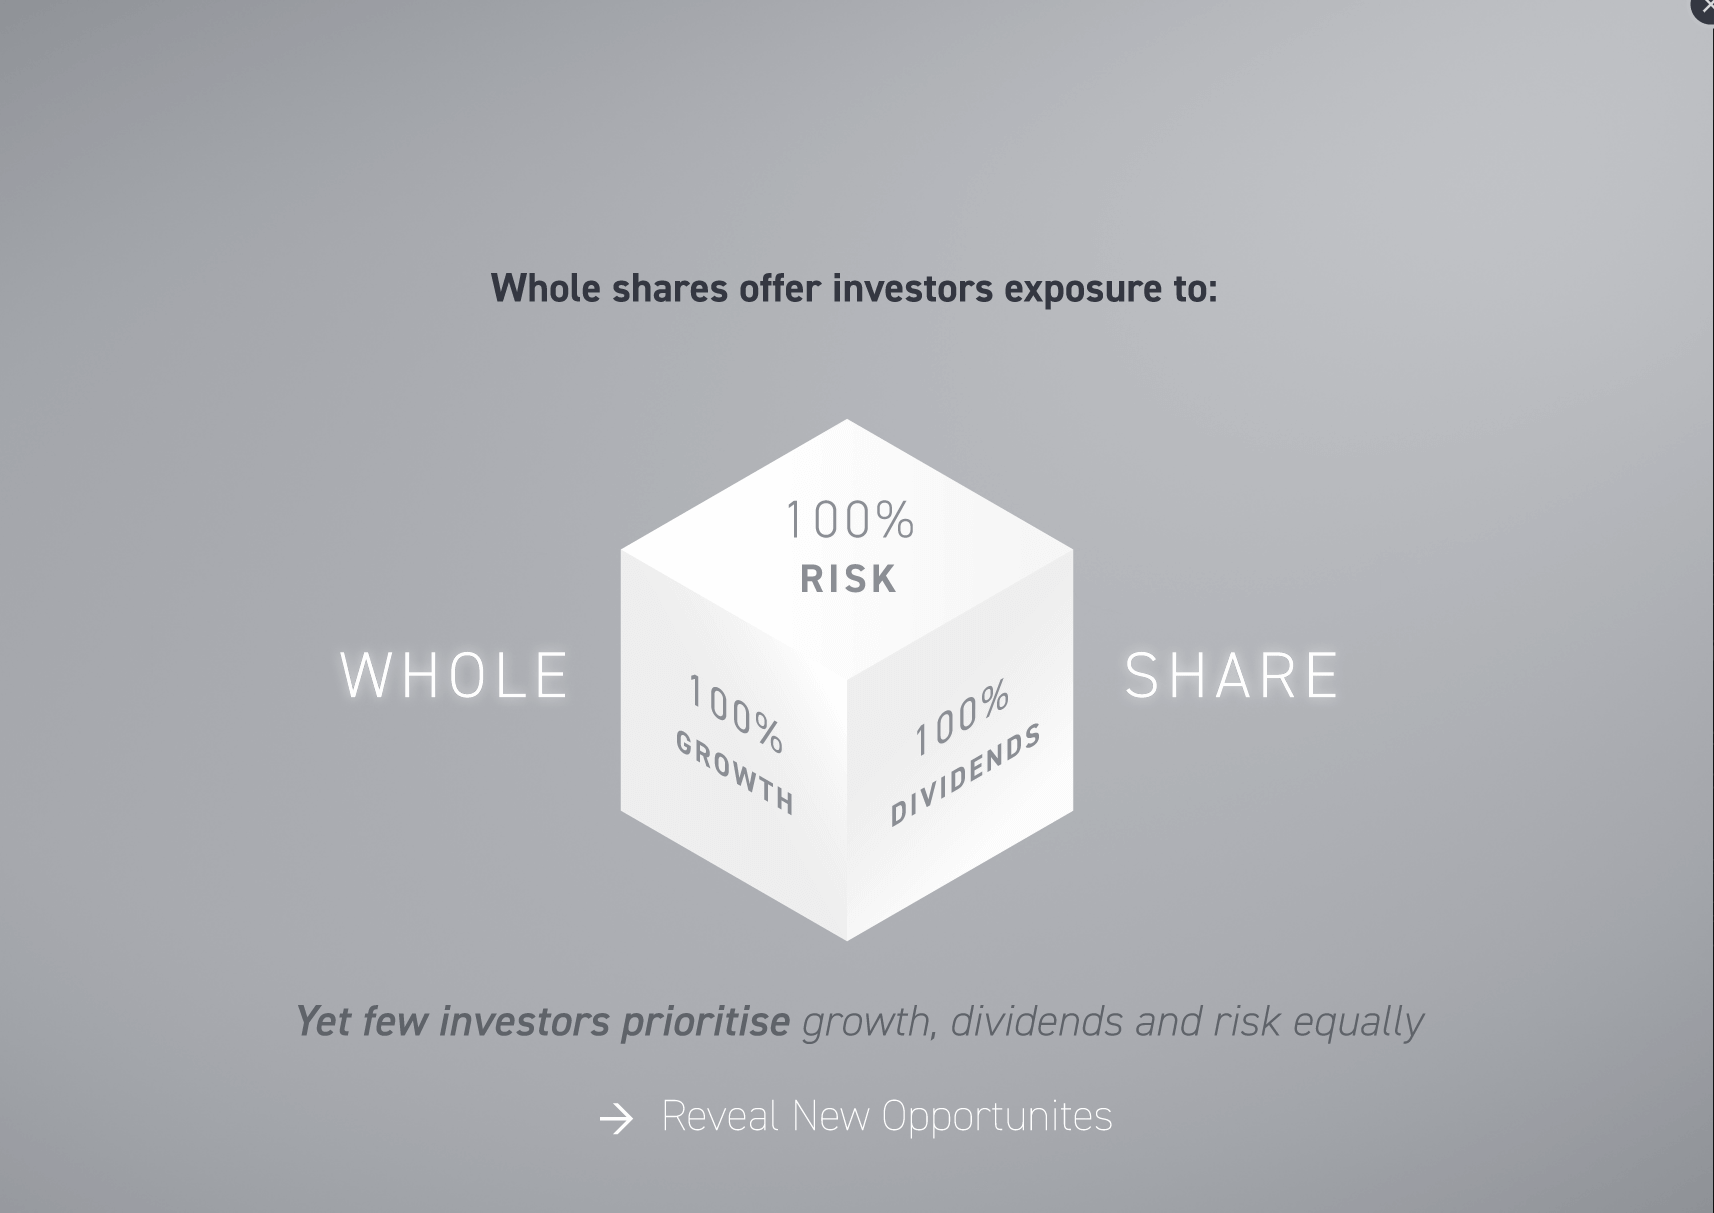 Whole shares offer investors exposure to:
100%
RISK
WHOLE
100%
GROWTH
100%
DIVIDENDS
SHARE
Yet few investors prioritise growth, dividends and risk equally
→ Reveal New Opportunites